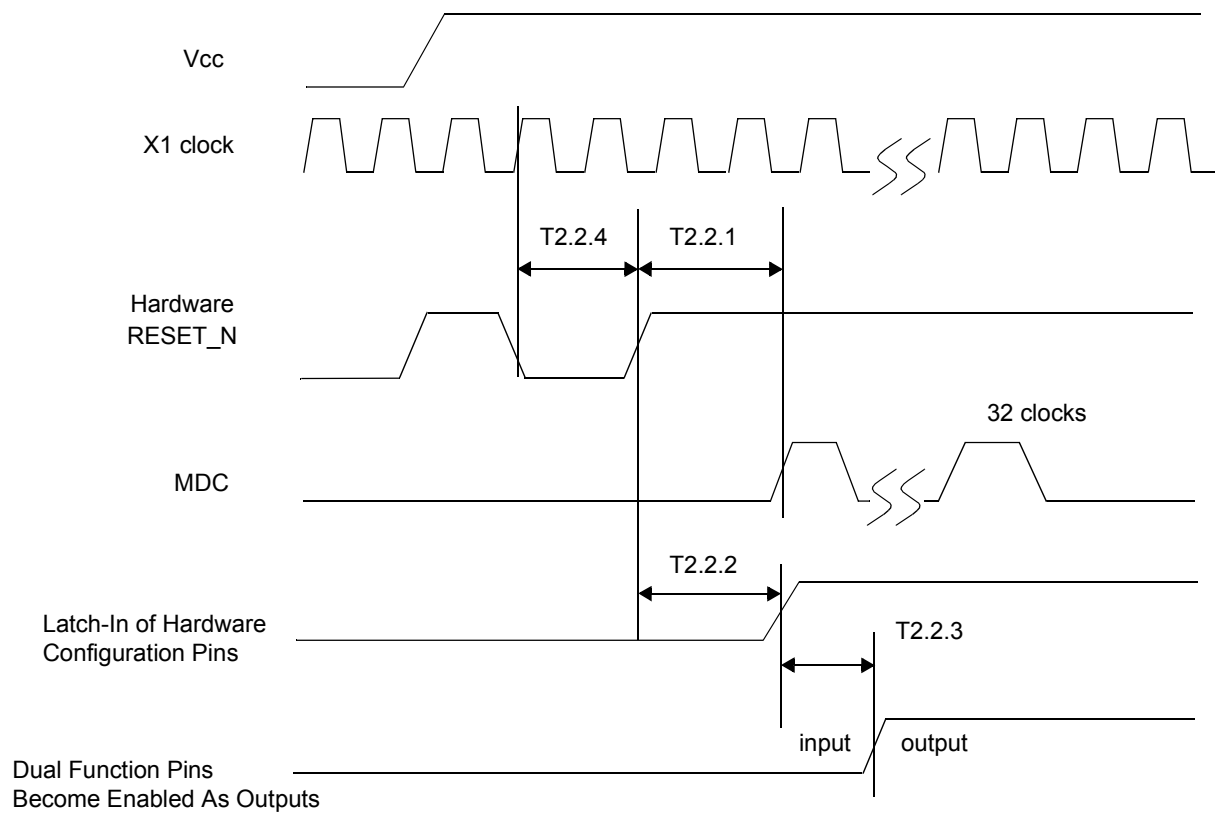 Vcc
X1 clock
T2.2.4
T2.2.1
Hardware
RESET_N
32 clocks
MDC
T2.2.2
Latch-In of Hardware
Configuration Pins
T2.2.3
input
output
Dual Function Pins
Become Enabled As Outputs